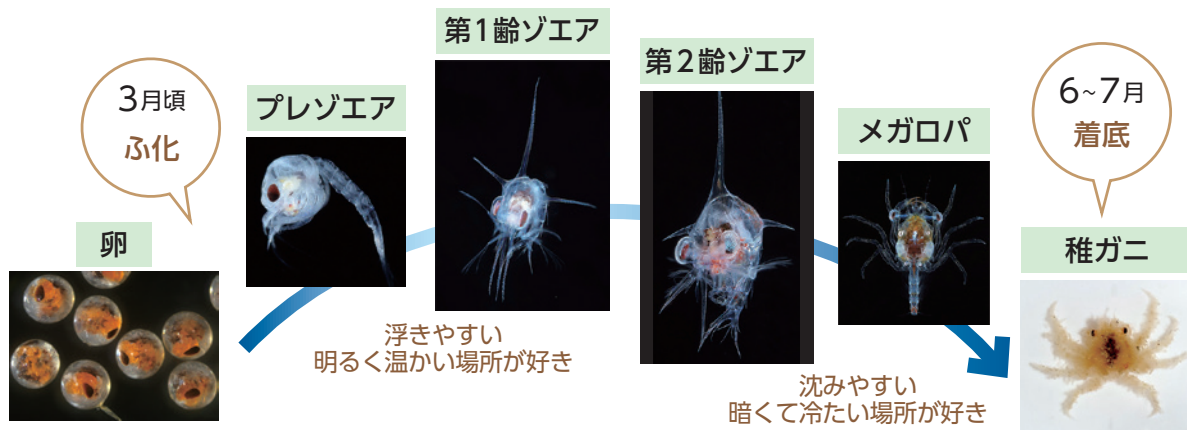 3月頃
ふ化
卵
プレゾエア
第1齢ゾエア
浮きやすい
明るく温かい場所が好き
第2齢ゾエア
メガロパ
沈みやすい
暗くて冷たい場所が好き
6~7月
着底
稚ガニ